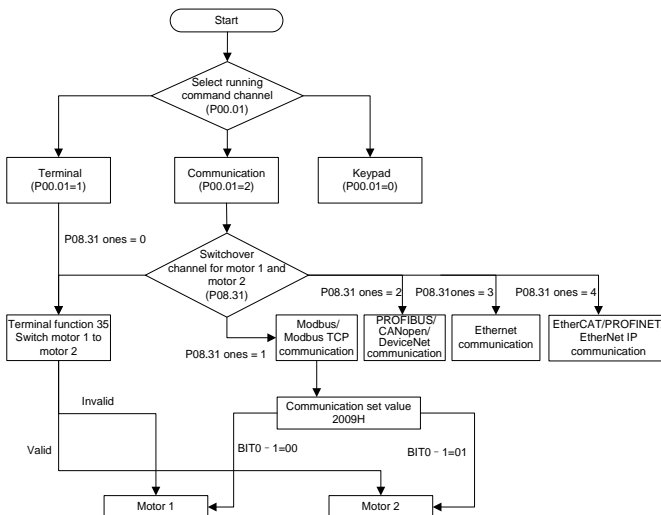 Start
Select running
command channel
(P00.01)
Terminal
(P00.01=1)
Communication
(P00.01=2)
Keypad
(P00.01=0)
P08.31 ones = 0
Switchover
channel for motor 1 and
motor 2
(P08.31)
P08.31 ones = 2
P08.31ones = 3
P08.31 ones = 4
Terminal function 35
Switch motor 1 to
motor 2
P08.31 ones = 1
Modbus/
Modbus TCP
communication
PROFIBUS/
CANopen/
DeviceNet
communication
Ethernet
communication
EtherCAT/PROFINET/
EtherNet IP
communication
Invalid
Communication set value
2009H
Valid
BIT0﹣1=00
BIT0﹣1=01
Motor 1
Motor 2